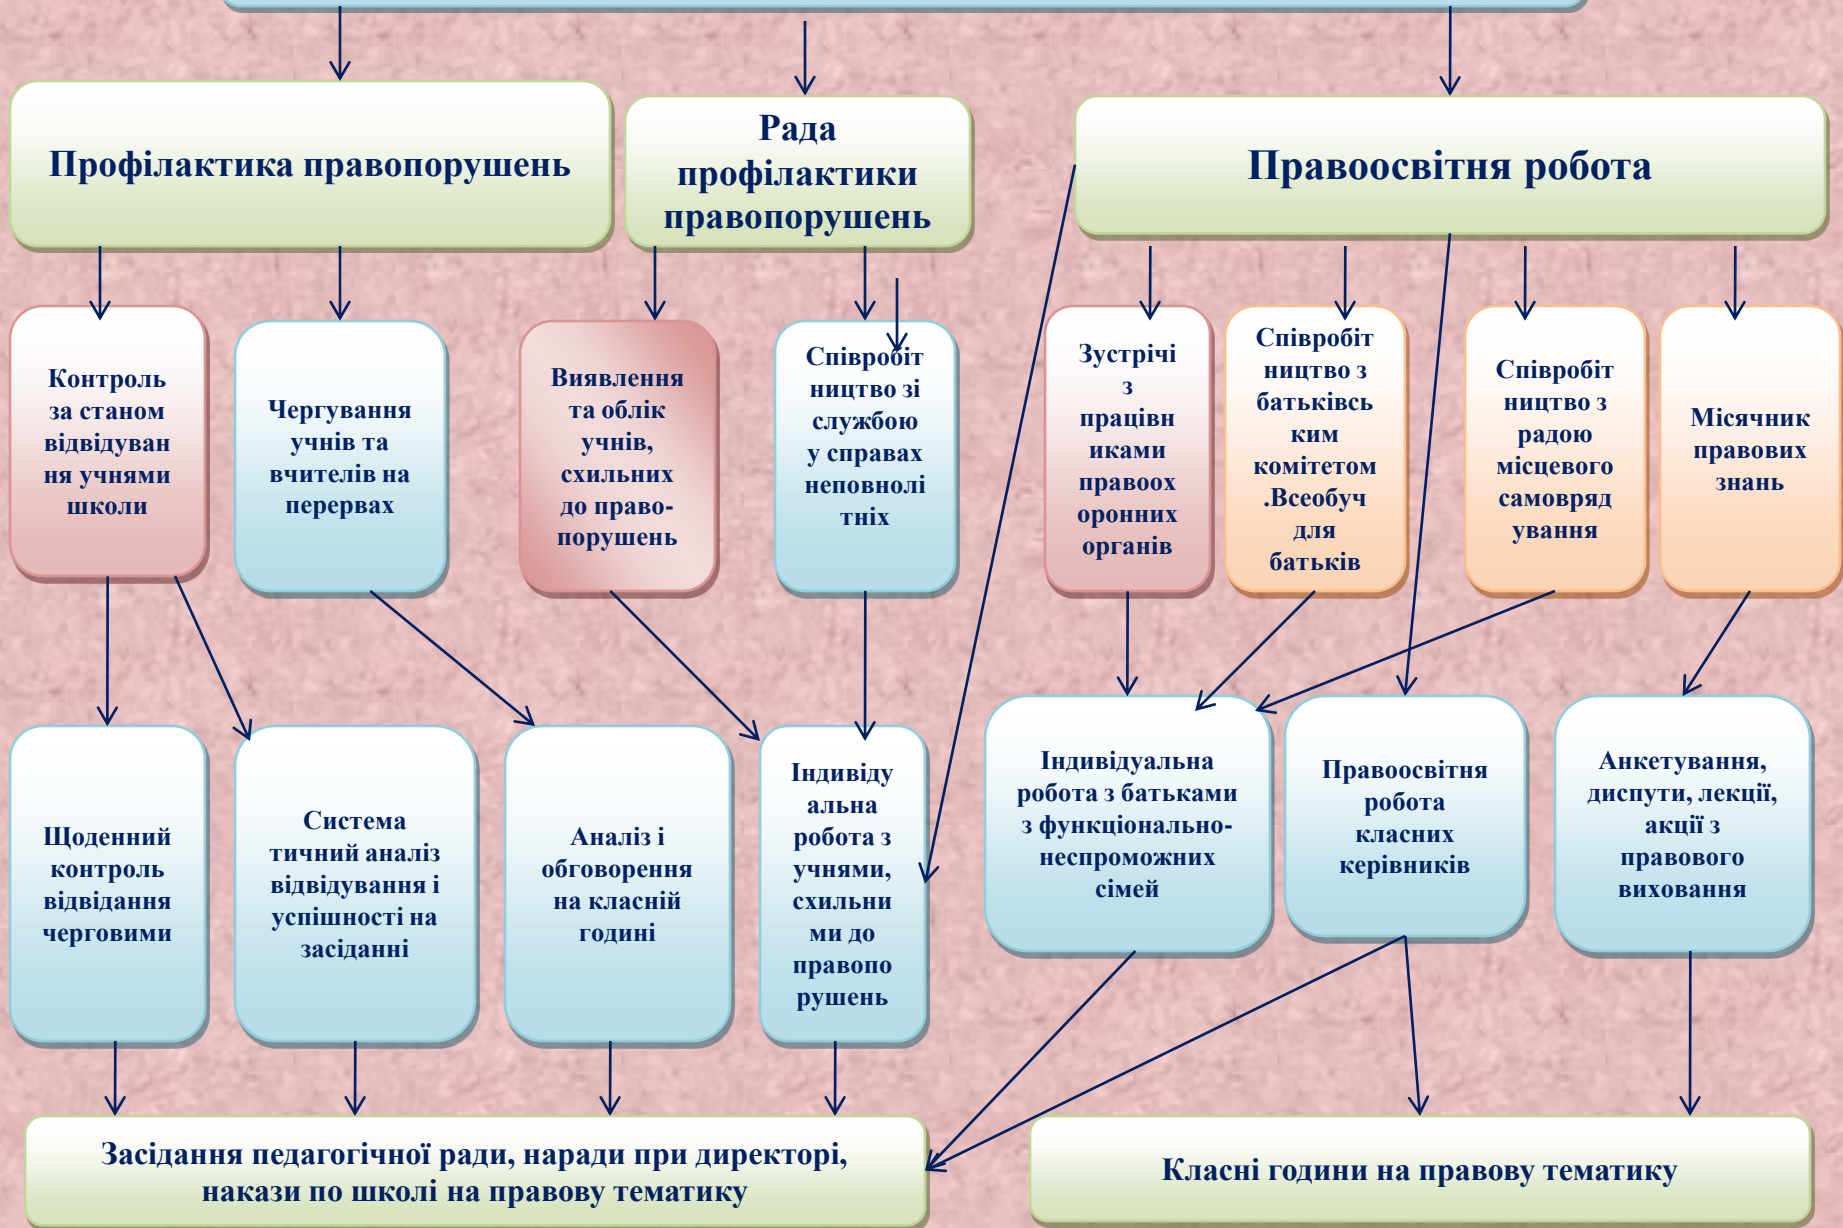 Профілактика правопорушень
Рада
профілактики
правопорушень
Правоосвітня робота
Контроль
за станом
відвідуван
ня учнями
школи
Чергування
учнів та
вчителів на
перервах
Виявлення
та облік
учнів,
схильних
до право-
порушень
Співробіт
ництво зі
службою
у справах
неповнолі
тніх
Зустрічі
з
працівн
иками
правоох
оронних
органів
Співробіт
ництво з
батьківсь
ким
комітетом
.Всеобуч
для
батьків
Співробіт
ництво з
радою
місцевого
самовряд
ування
Місячник
правових
знань
Щоденний
контроль
відвідання
черговими
Система
тичний аналіз
відвідування і
успішності на
засіданні
Аналіз і
обговорення
на класній
годині
Індивіду
альна
робота з
учнями,
схильни
ми до
правопо
рушень
Індивідуальна
робота з батьками
з функціонально-
неспроможних
сімей
Правоосвітня
робота
класних
керівників
Анкетування,
диспути, лекції,
акції з
правового
виховання
Засідання педагогічної ради, наради при директорі,
накази по школі на правову тематику
Класні години на правову тематику